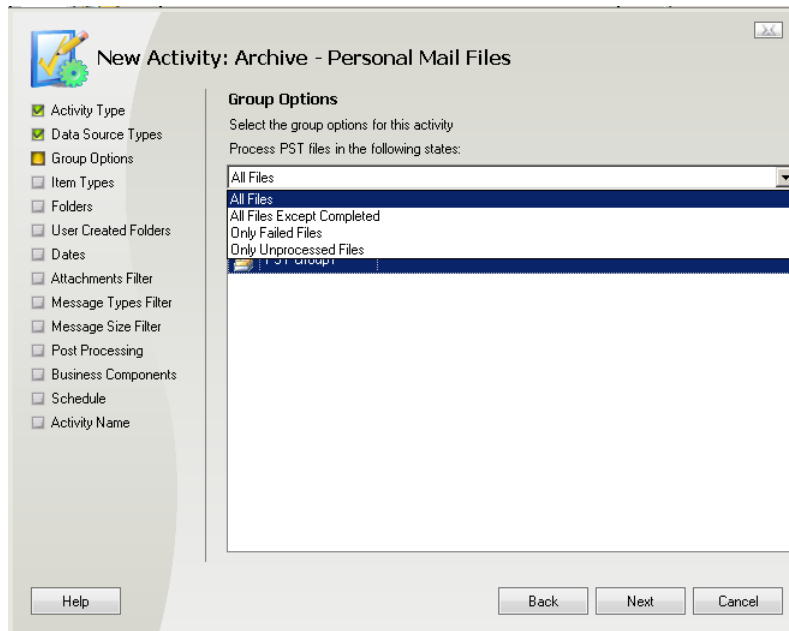 New Activity: Archive - Personal Mail Files
Activity Type
Data Source Types
Group Options
Item Types
Folders
User Created Folders
Dates
Attachments Filter
Message Types Filter
Message Size Filter
Post Processing
Business Components
Schedule
Activity Name
Group Options
Select the group options for this activity
Process PST files in the following states:
All Files
All Files
All Files Except Completed
Only Failed Files
Only Unprocessed Files
PST Group1
Help
Back
Next
Cancel